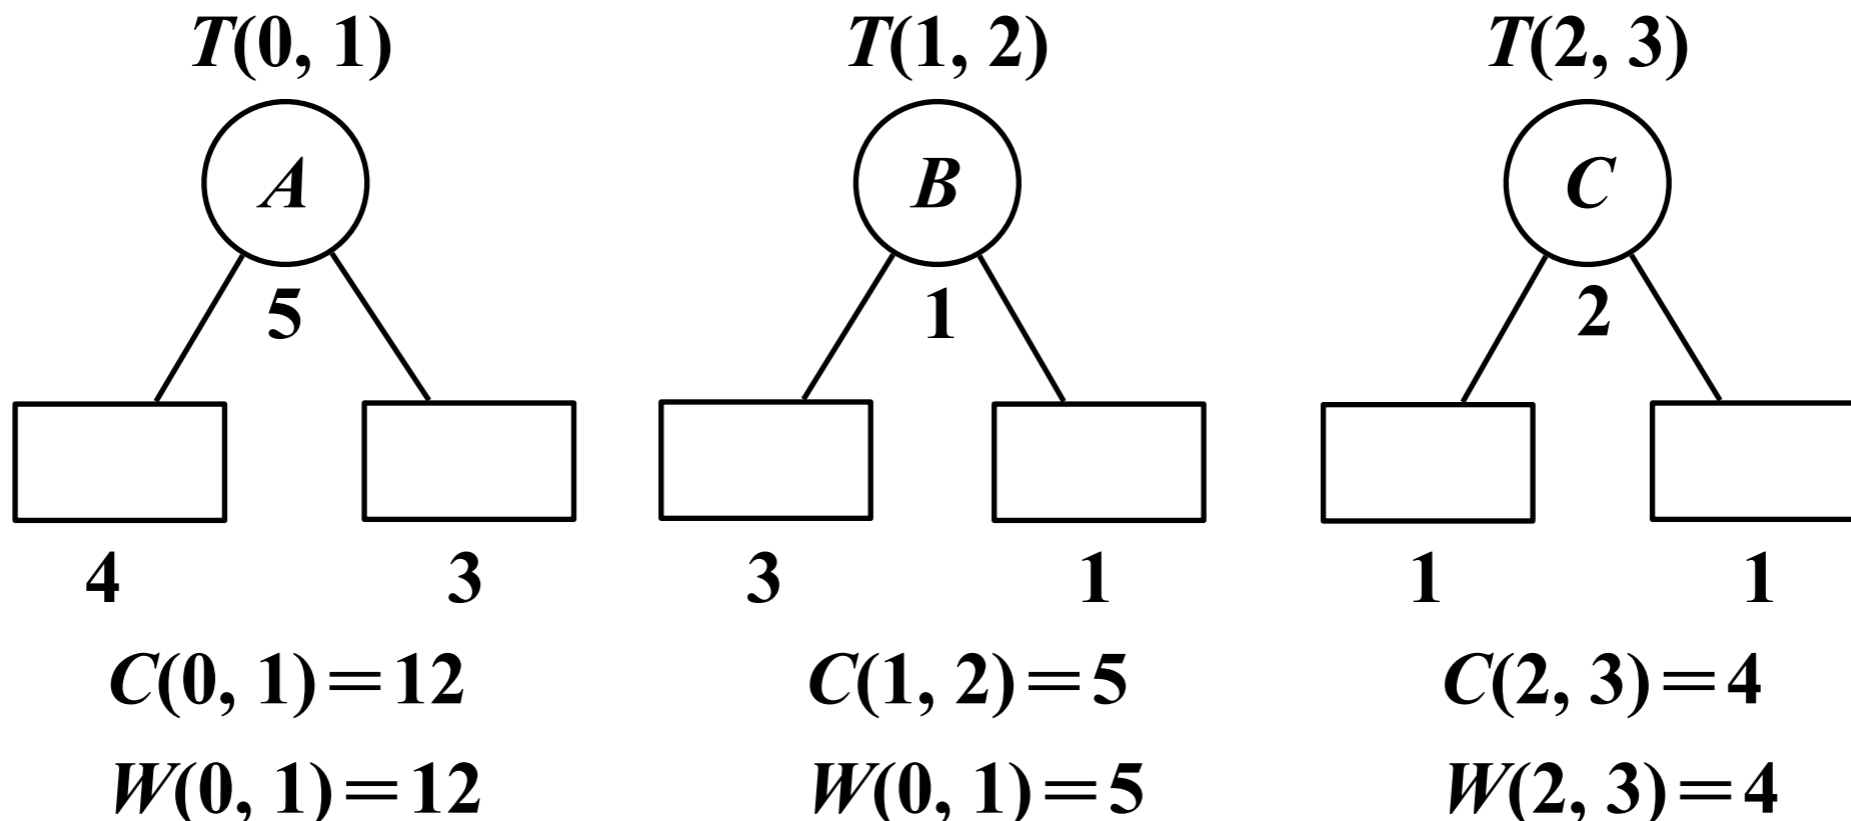 T(0, 1) T(1, 2) T(2, 3)
A B C
5 1 2
4 3 3 1 1 1
C(0, 1)=12 C(1, 2)=5 C(2, 3)=4
W(0, 1)=12 W(0, 1)=5 W(2, 3)=4